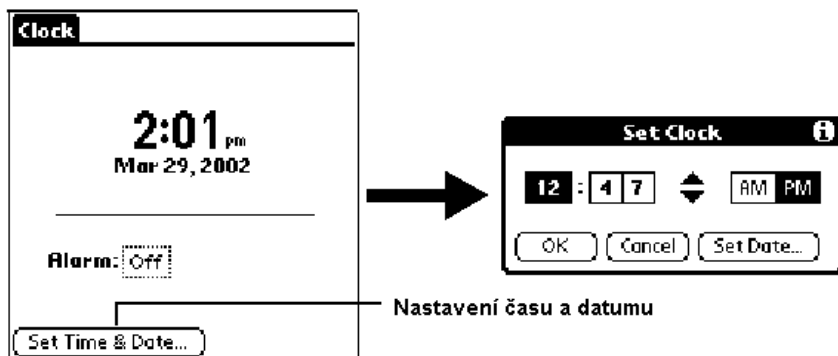 Clock
2:01 pm
Mar 29, 2002
Alarm: Off
Set Time & Date...
Set Clock i
12 : 4 7 AM PM
OK Cancel Set Date...
Nastavení času a datumu